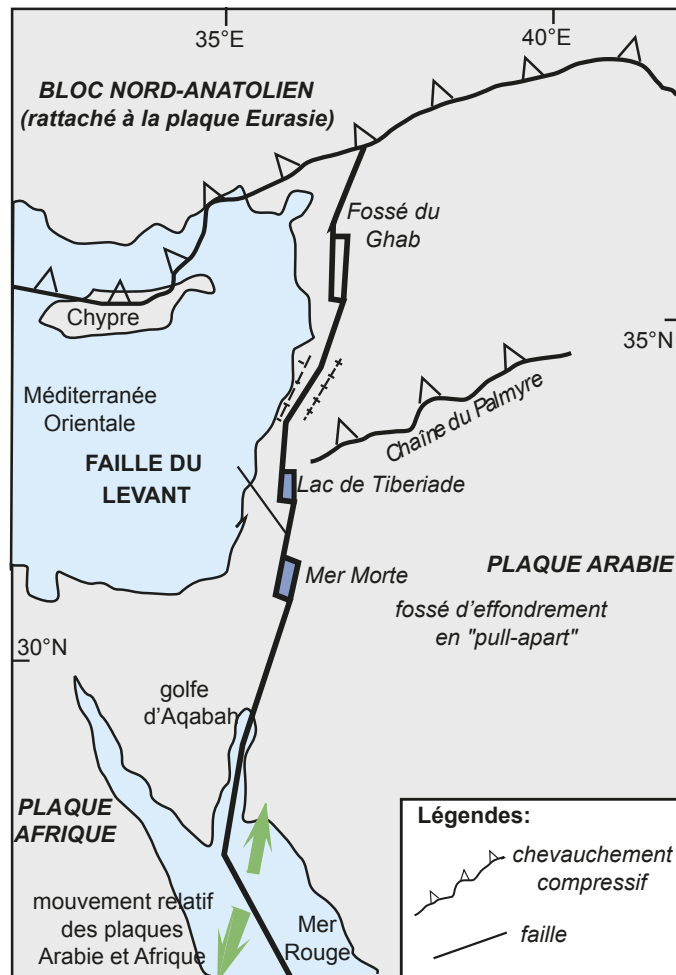 35°E
40°E
BLOC NORD-ANATOLIEN
(rattaché à la plaque Eurasie)
Fossé du
Ghab
Chypre
35°N
Méditerranée
Orientale
Chaîne du Palmyre
FAILLE DU
LEVANT
Lac de Tiberiade
Mer Morte
PLAQUE ARABIE
fossé d'effondrement
en "pull-apart"
30°N
golfe
d'Aqabah
PLAQUE
AFRIQUE
mouvement relatif
des plaques
Arabie et Afrique
Mer
Rouge
Légendes:
chevauchement
compressif
faille